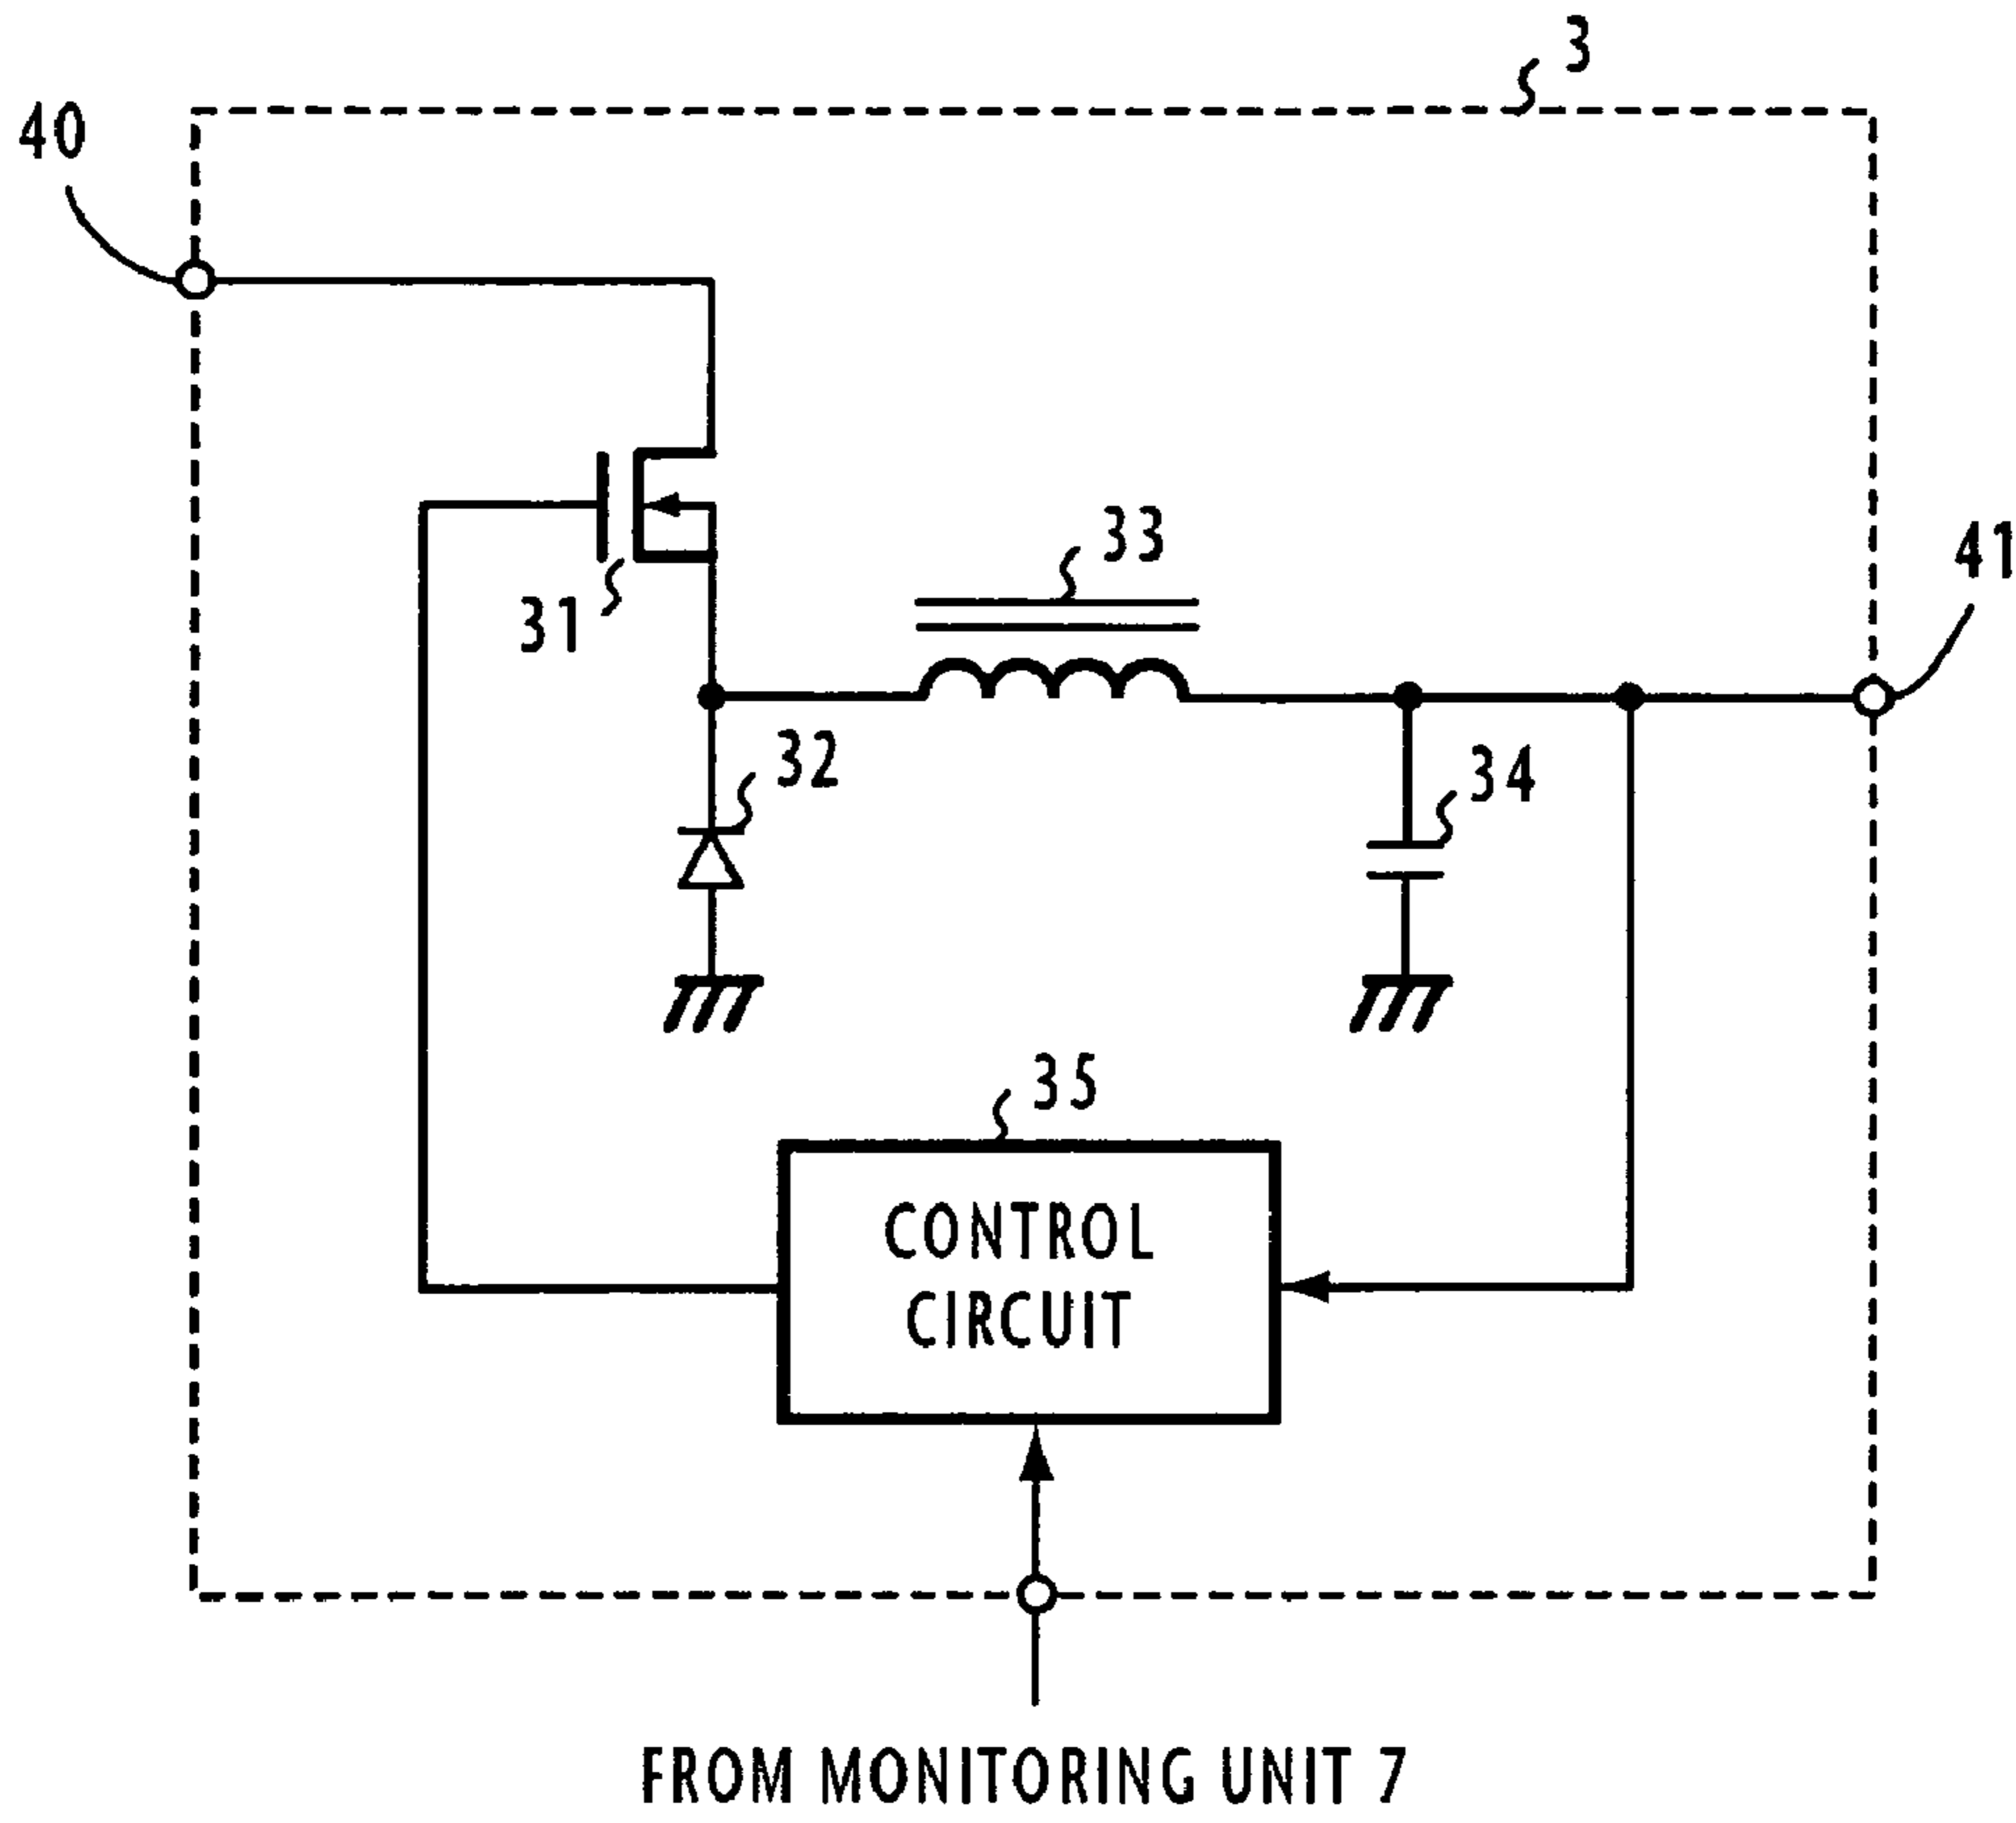 3
40
33
41
31
32
34
35
CONTROL
CIRCUIT
FROM MONITORING UNIT 7